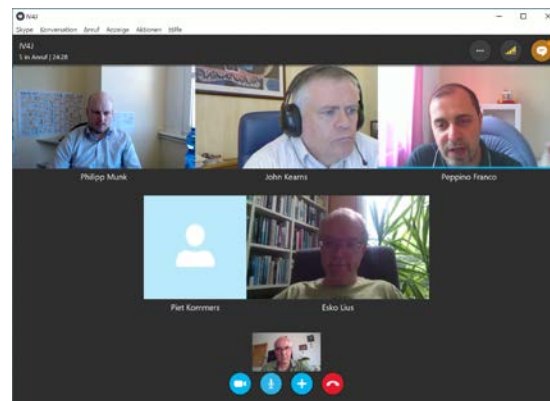 IV4J
Skype Konversation Anruf Anzeige Aktionen Hilfe
IV4J
5 in Anruf | 24:28
Philipp Munk
John Kearns
Peppino Franco
Piet Kommers
Esko Lius